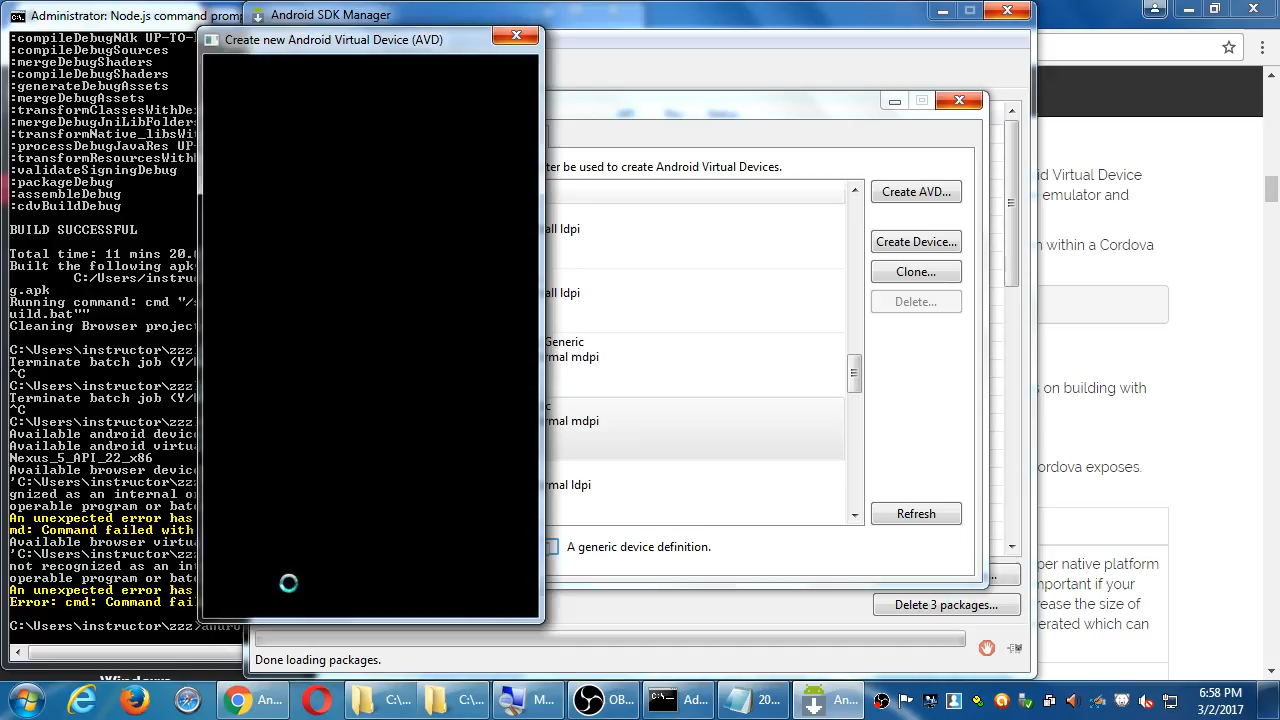 Administrator: Node.js command promp
:compileDebugNdk UP-TO-
:compileDebugSources
:mergeDebugShaders
:compileDebugShaders
:generateDebugAssets
:mergeDebugAssets
:transformClassesWithDe
:mergeDebugJniLibFolder
:transformNative_libsWi
:processDebugJavaRes UP-
:transformResourcesWith
:validateSigningDebug
:packageDebug
:assembleDebug
:cdvBuildDebug
BUILD SUCCESSFUL
Total time: 11 mins 20.
Built the following apk
C:/Users/instru
g.apk
Running command: cmd "/
uild.bat""
Cleaning Browser projec
C:\Users\instructor\zzz
Terminate batch job (Y/
^C
C:\Users\instructor\zzz
Terminate batch job (Y/
^C
C:\Users\instructor\zzz
Available android devic
Available android virtu
Nexus_5_API_22_x86
Available browser devic
'C:\Users\instructor\zz
gnized as an internal o
operable program or bat
An unexpected error has
md: Command failed with
Available browser virtu
'C:\Users\instructor\zz
not recognized as an in
operable program or bat
An unexpected error has
Error: cmd: Command fai
C:\Users\instructor\zzz>andro
Windows
Android SDK Manager
Create new Android Virtual Device (AVD)
ter be used to create Android Virtual Devices.
all ldpi
all ldpi
Generic
rmal mdpi
c
rmal mdpi
rmal ldpi
A generic device definition.
Create AVD...
Create Device...
Clone...
Delete...
Refresh
...
Delete 3 packages...
Done loading packages.
id Virtual Device
emulator and
n within a Cordova
s on building with
ordova exposes.
per native platform
mportant if your
rease the size of
erated which can
An...
C:\...
C:\...
M...
OB...
Ad...
20...
An...
6:58 PM
3/2/2017